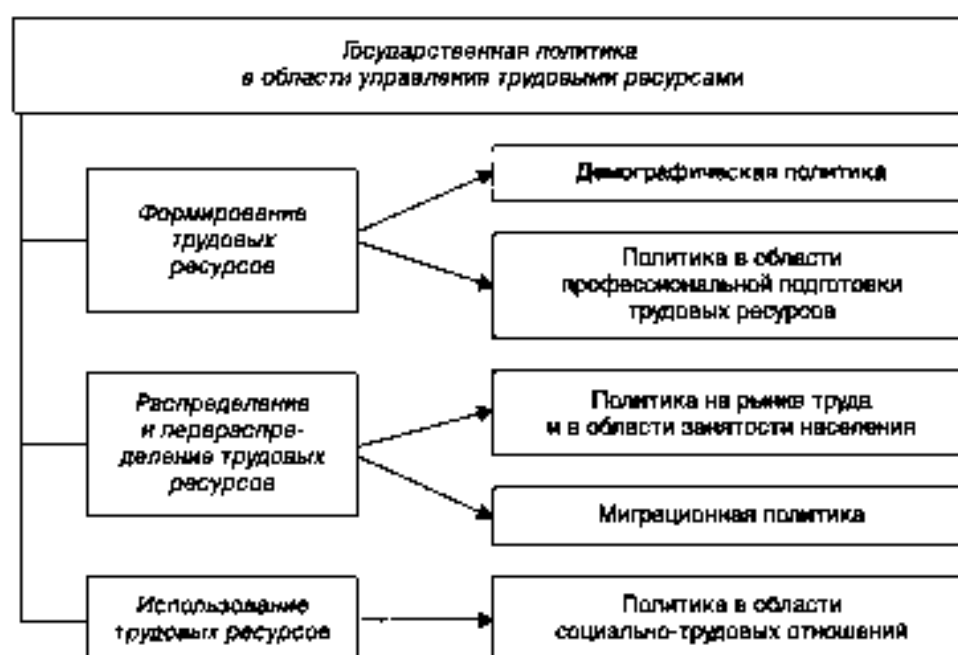 Государственная политика
в области управления трудовыми ресурсами
Формирование
трудовых
ресурсов
Демографическая политика
Политика в области
профессиональной подготовки
трудовых ресурсов
Распределение
и перераспре-
деление трудовых
ресурсов
Политика на рынке труда
и в области занятости населения
Миграционная политика
Использование
трудовых ресурсов
Политика в области
социально-трудовых отношений